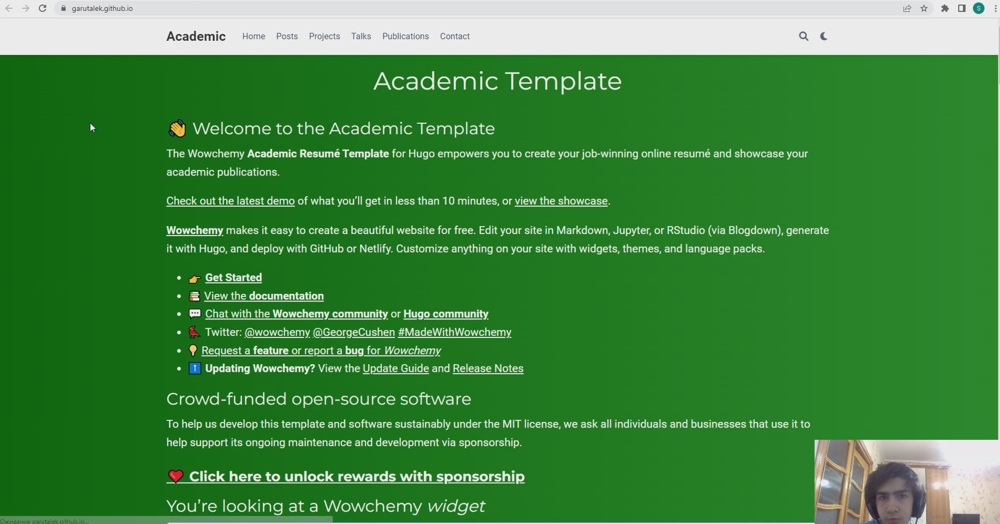 garutalek.github.io
S
Academic Home Posts Projects Talks Publications Contact
Academic Template
👋 Welcome to the Academic Template
The Wowchemy Academic Resumé Template for Hugo empowers you to create your job-winning online resumé and showcase your
academic publications.
Check out the latest demo of what you’ll get in less than 10 minutes, or view the showcase.
Wowchemy makes it easy to create a beautiful website for free. Edit your site in Markdown, Jupyter, or RStudio (via Blogdown), generate
it with Hugo, and deploy with GitHub or Netlify. Customize anything on your site with widgets, themes, and language packs.
• 👉 Get Started
• 📚 View the documentation
• 💬 Chat with the Wowchemy community or Hugo community
• 🐦 Twitter: @wowchemy @GeorgeCushen #MadeWithWowchemy
• 💡 Request a feature or report a bug for Wowchemy
• ⬆️ Updating Wowchemy? View the Update Guide and Release Notes
Crowd-funded open-source software
To help us develop this template and software sustainably under the MIT license, we ask all individuals and businesses that use it to
help support its ongoing maintenance and development via sponsorship.
❤️ Click here to unlock rewards with sponsorship
You’re looking at a Wowchemy widget
Ожидание garutalek.github.io...